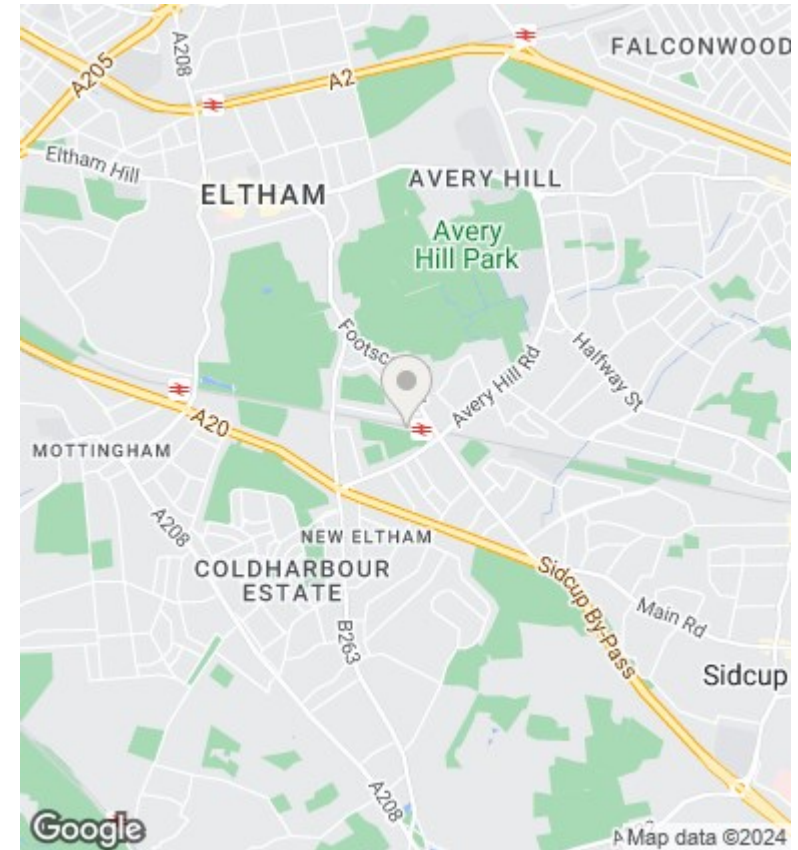 FALCONWOOD
A208
A205
A2
Eltham Hill
ELTHAM
AVERY HILL
Avery
Hill Park
Footsc
Avery Hill Rd
Halfway St
A20
MOTTINGHAM
A208
NEW ELTHAM
COLDHARBOUR
ESTATE
B263
Sidcup By-Pass
Main Rd
Sidcup
A208
Google
Map data ©2024